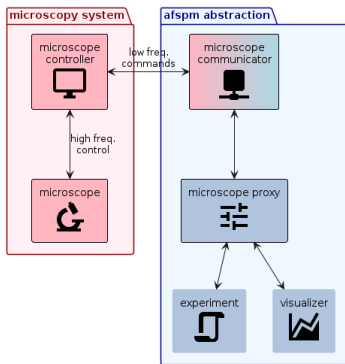 microscopy system
afspm abstraction
microscope
controller
low freq.
commands
microscope
communicator
high freq.
control
microscope
microscope proxy
experiment
visualizer